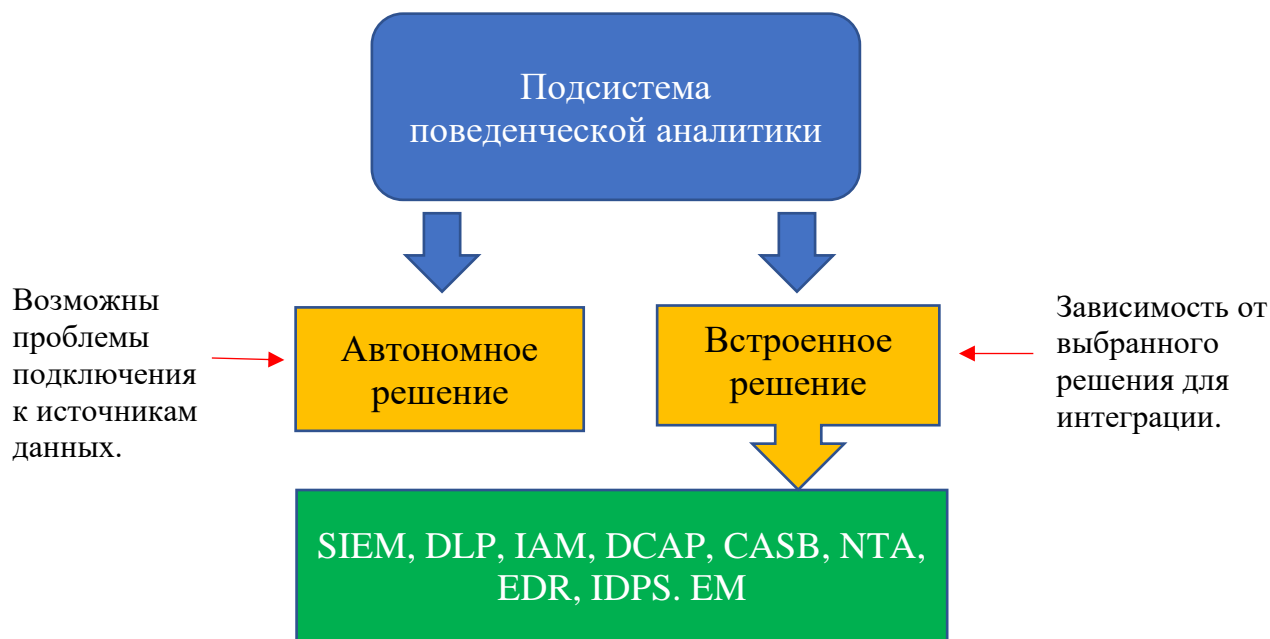 Подсистема
поведенческой аналитики
Возможны
проблемы
подключения
к источникам
данных.
Автономное
решение
Встроенное
решение
Зависимость от
выбранного
решения для
интеграции.
SIEM, DLP, IAM, DCAP, CASB, NTA,
EDR, IDPS. EM